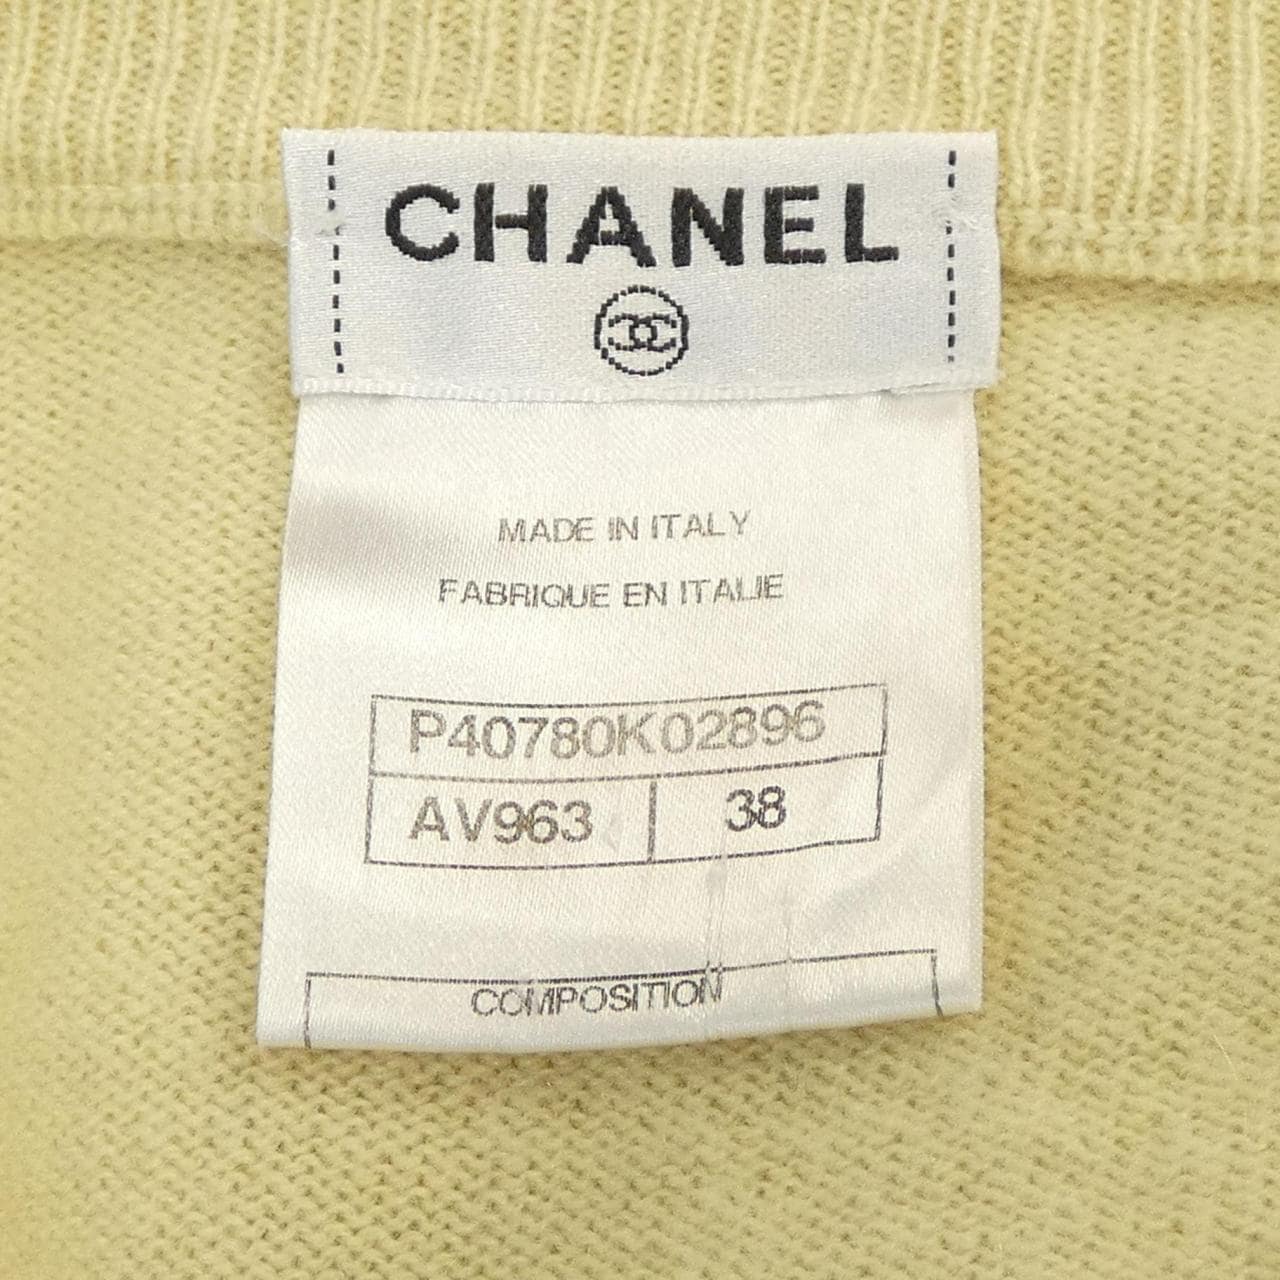 CHANEL
MADE IN ITALY
FABRIQUE EN ITALIE
P40780K02896
AV963 38
COMPOSITION